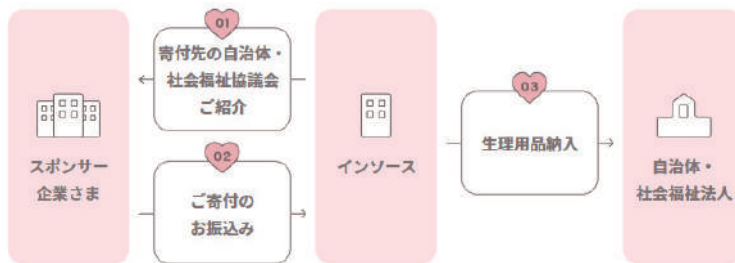 01
寄付先の自治体・
社会福祉協議会
ご紹介
スポンサー
企業さま
02
ご寄付の
お振込み
インソース
03
生理用品納入
自治体・
社会福祉法人